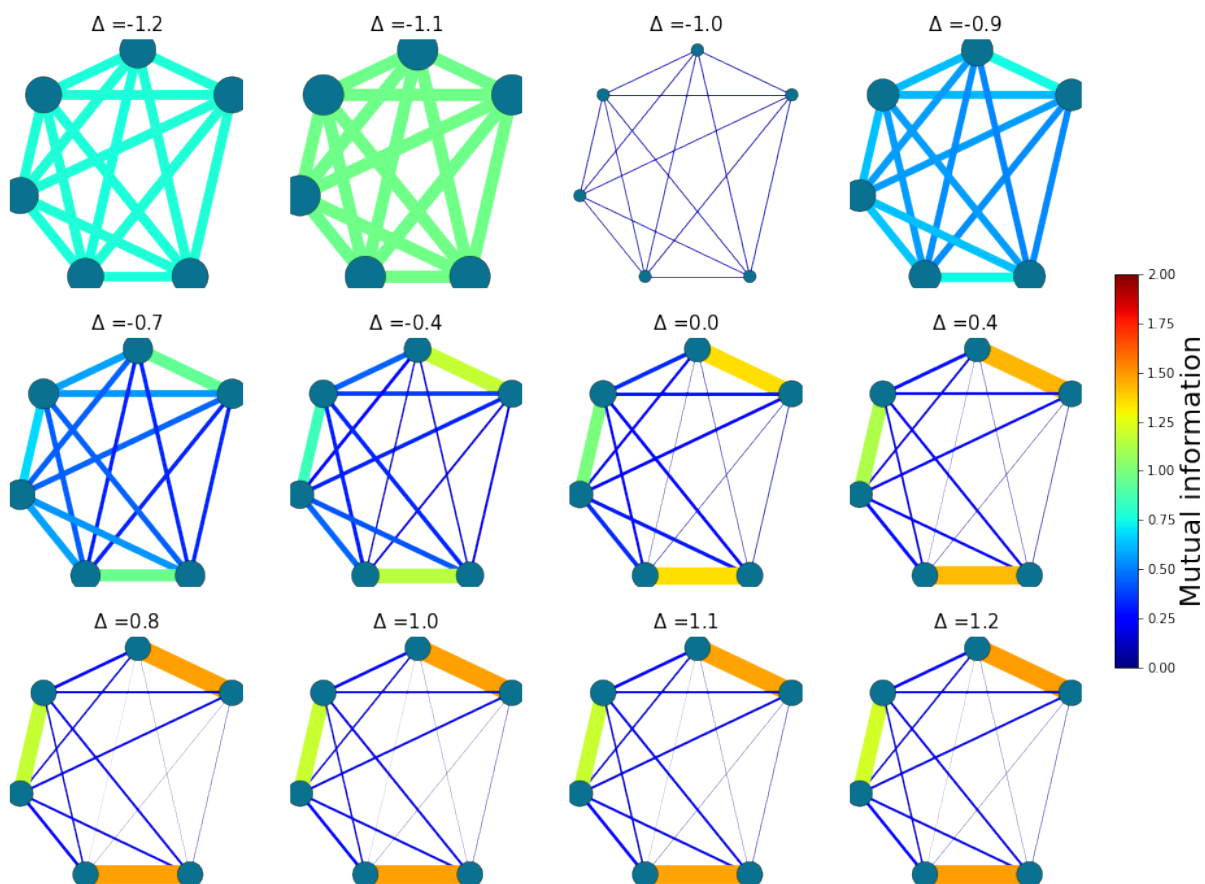 Δ =-1.2
Δ =-1.1
Δ =-1.0
Δ =-0.9
Δ =-0.7
Δ =-0.4
Δ =0.0
Δ =0.4
Δ =0.8
Δ =1.0
Δ =1.1
Δ =1.2
2.00
1.75
1.50
1.25
1.00
0.75
0.50
0.25
0.00
Mutual information